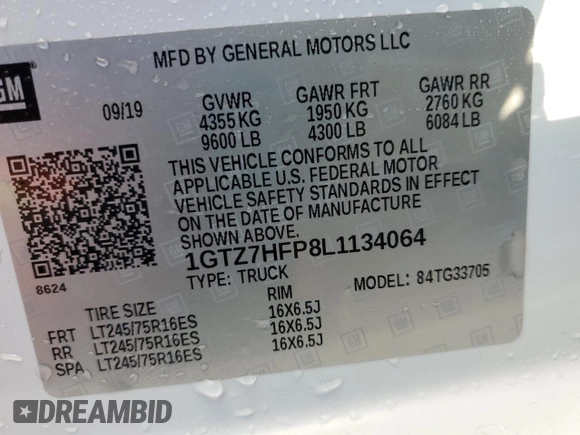 GM
MFD BY GENERAL MOTORS LLC
09/19
GVWR
4355 KG
9600 LB
GAWR FRT
1950 KG
4300 LB
GAWR RR
2760 KG
6084 LB
THIS VEHICLE CONFORMS TO ALL
APPLICABLE U.S. FEDERAL MOTOR
VEHICLE SAFETY STANDARDS IN EFFECT
ON THE DATE OF MANUFACTURE
SHOWN ABOVE
1GTZ7HFP8L1134064
8624
TYPE: TRUCK
MODEL: 84TG33705
TIRE SIZE RIM
FRT LT245/75R16ES 16X6.5J
RR LT245/75R16ES 16X6.5J
SPA LT245/75R16ES 16X6.5J
DREAMBID